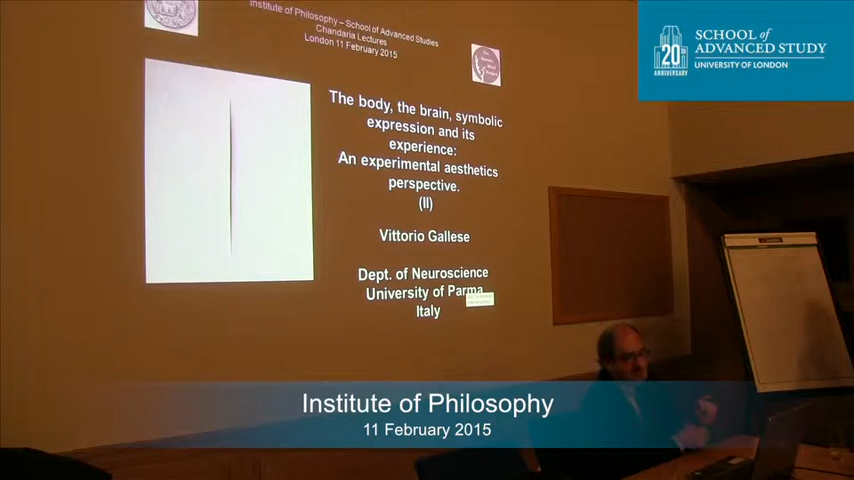 Institute of Philosophy – School of Advanced Studies
Chandaria Lectures
London 11 February 2015
The body, the brain, symbolic
expression and its
experience:
An experimental aesthetics
perspective.
(II)
Vittorio Gallese
Dept. of Neuroscience
University of Parma
Italy
20
ANNIVERSARY
SCHOOL of
ADVANCED STUDY
UNIVERSITY OF LONDON
Institute of Philosophy
11 February 2015